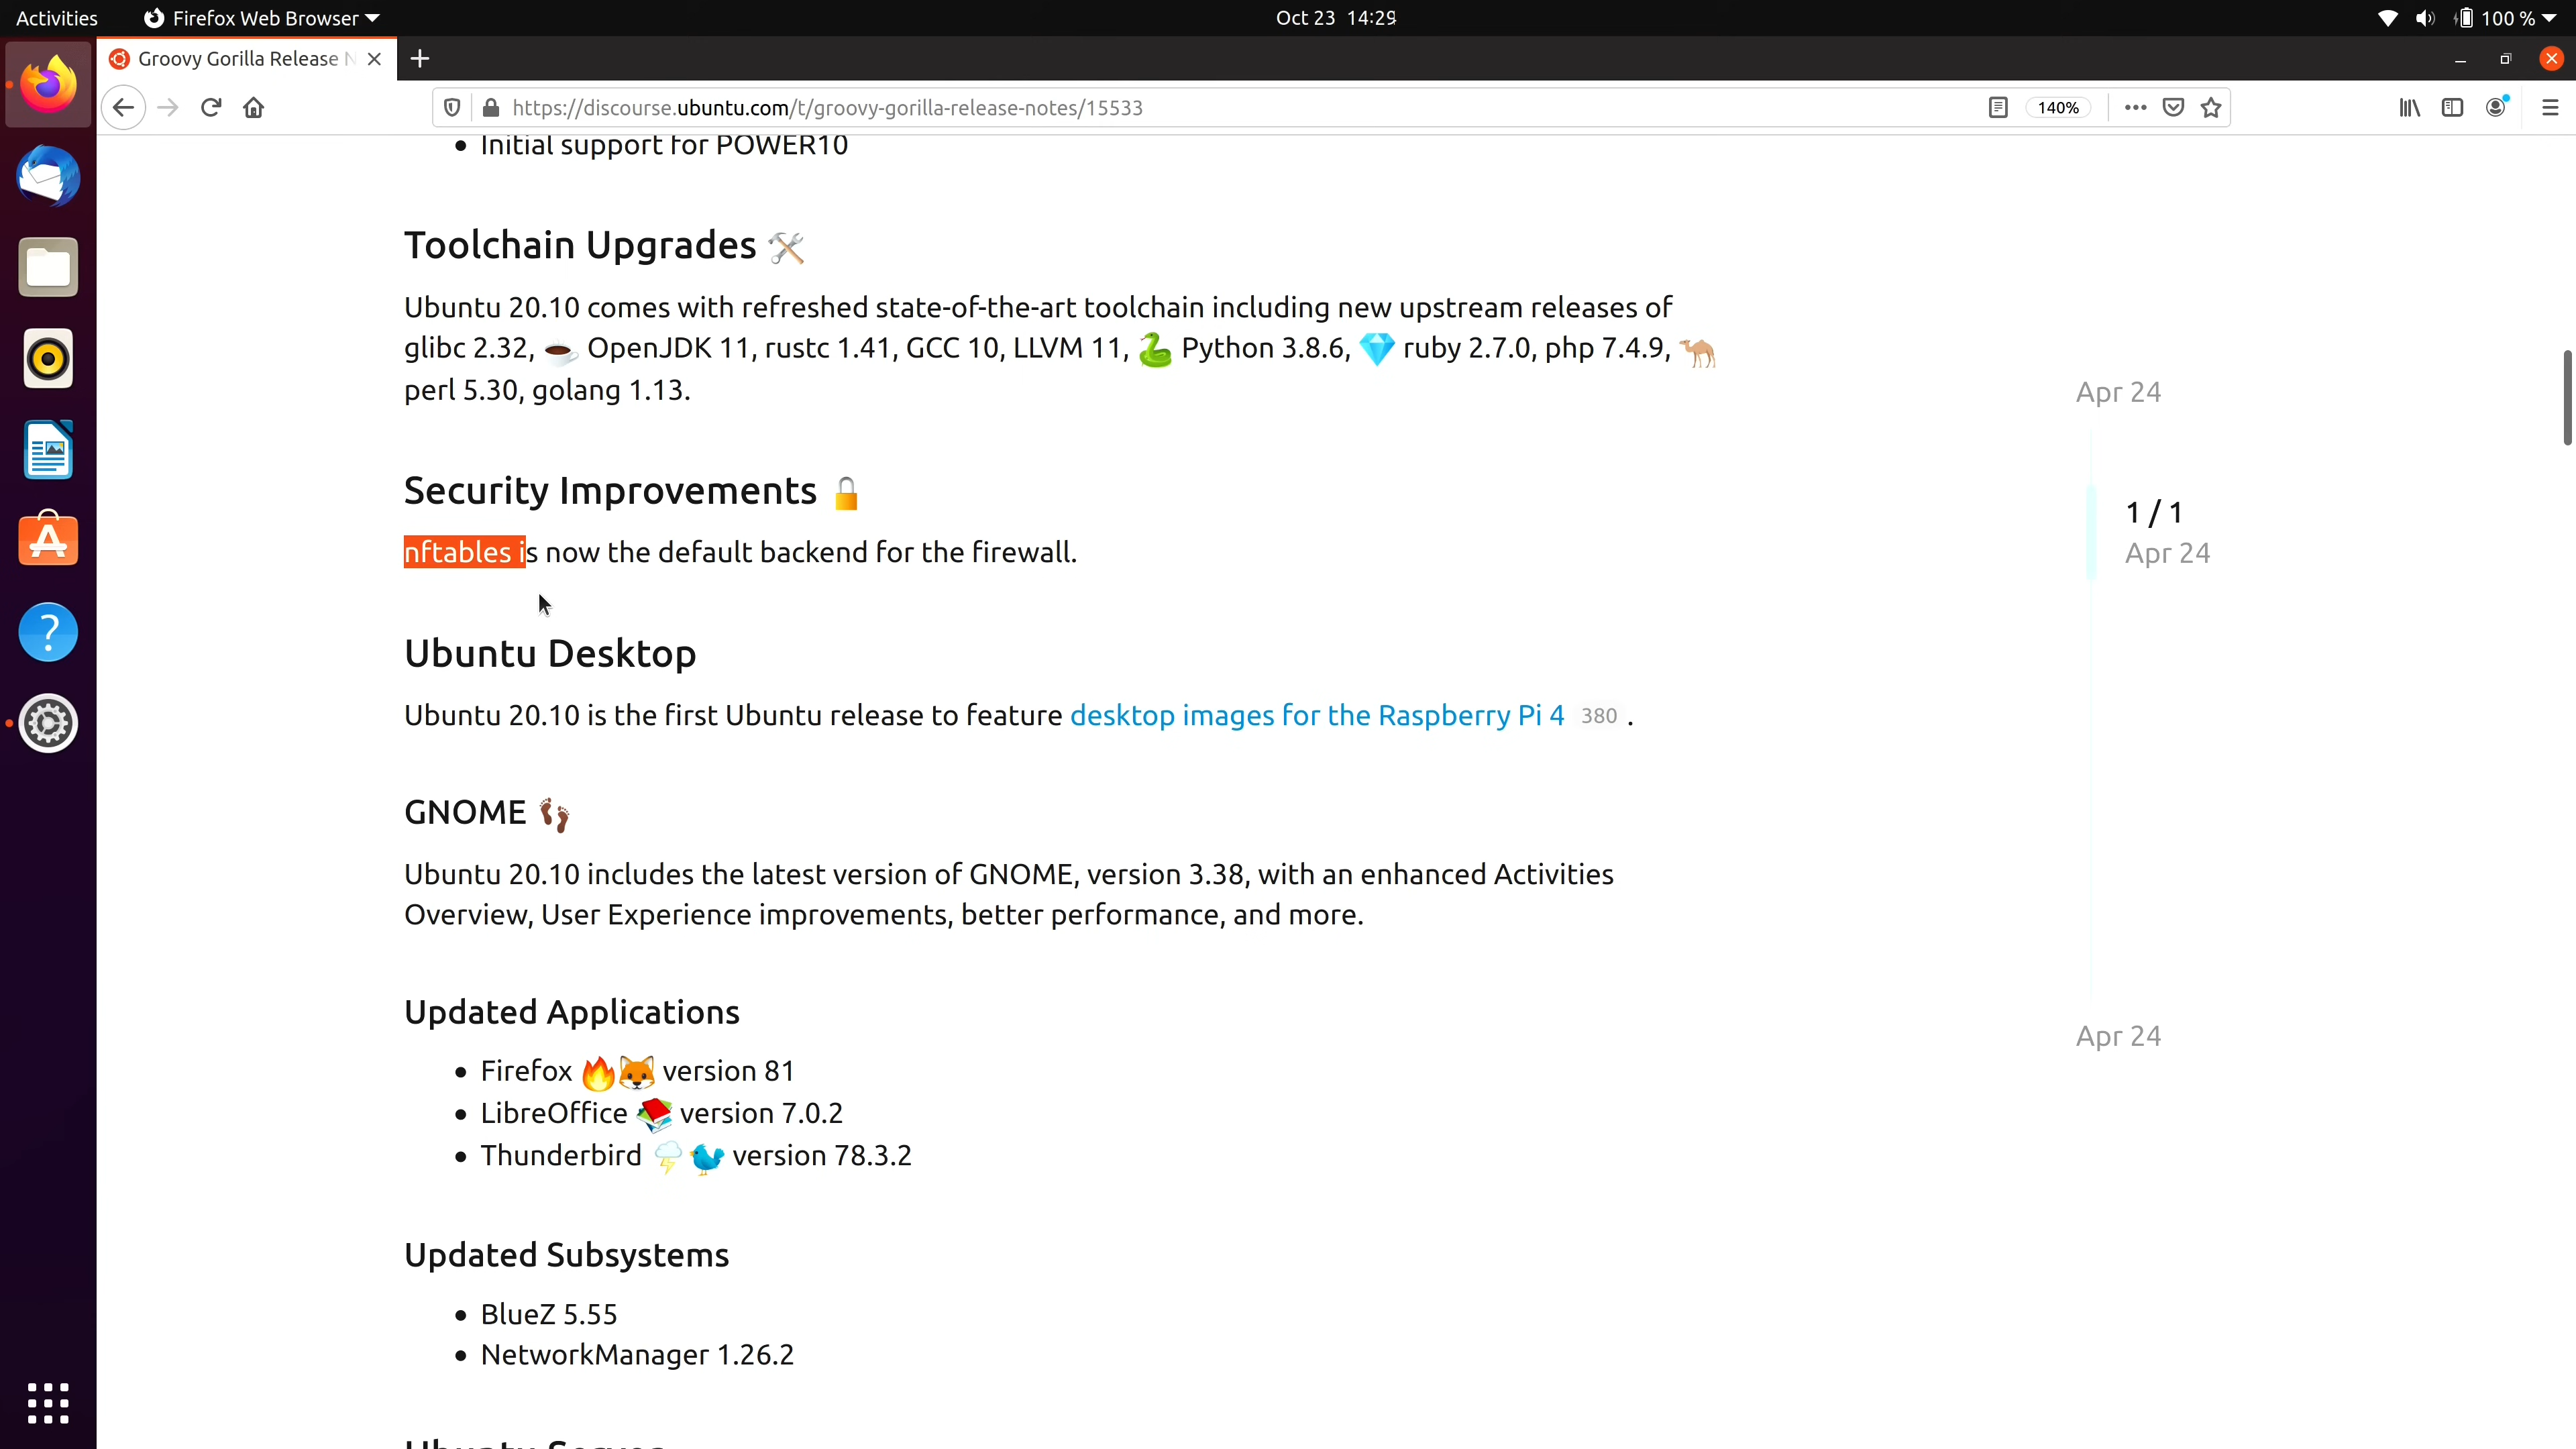 Activities
Firefox Web Browser
Oct 23 14:29
100 %
Groovy Gorilla Release N
https://discourse.ubuntu.com/t/groovy-gorilla-release-notes/15533
140%
• Initial support for POWER10
Toolchain Upgrades
Ubuntu 20.10 comes with refreshed state-of-the-art toolchain including new upstream releases of
glibc 2.32, OpenJDK 11, rustc 1.41, GCC 10, LLVM 11, Python 3.8.6, ruby 2.7.0, php 7.4.9,
perl 5.30, golang 1.13.
Apr 24
Security Improvements
1 / 1
nftables is now the default backend for the firewall.
Apr 24
Ubuntu Desktop
Ubuntu 20.10 is the first Ubuntu release to feature desktop images for the Raspberry Pi 4 380 .
GNOME
Ubuntu 20.10 includes the latest version of GNOME, version 3.38, with an enhanced Activities
Overview, User Experience improvements, better performance, and more.
Updated Applications
Apr 24
• Firefox version 81
• LibreOffice version 7.0.2
• Thunderbird version 78.3.2
Updated Subsystems
• BlueZ 5.55
• NetworkManager 1.26.2